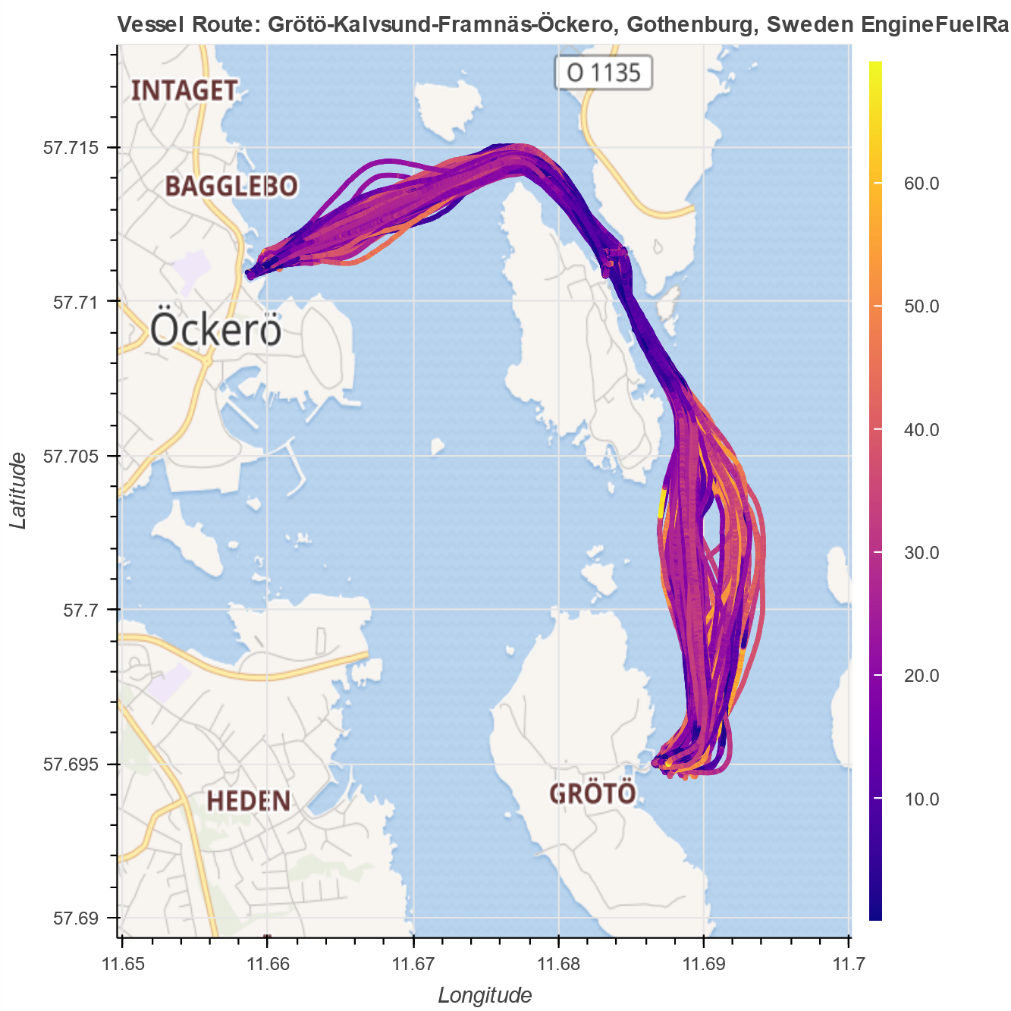 Vessel Route: Grötö-Kalvsund-Framnäs-Öckero, Gothenburg, Sweden EngineFuelRa
INTAGET
O 1135
BAGGLEBO
Öckerö
HEDEN
GRÖTÖ
57.715
57.71
57.705
57.7
57.695
57.69
Latitude
11.65
11.66
11.67
11.68
11.69
11.7
Longitude
60.0
50.0
40.0
30.0
20.0
10.0